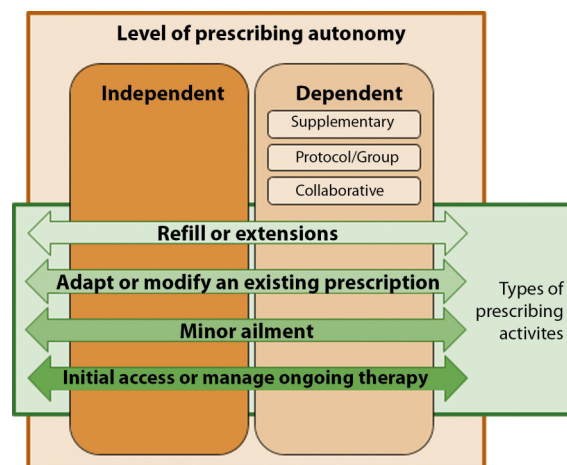 Level of prescribing autonomy
Independent
Dependent
Supplementary
Protocol/Group
Collaborative
Refill or extensions
Adapt or modify an existing prescription
Minor ailment
Initial access or manage ongoing therapy
Types of
prescribing
activites